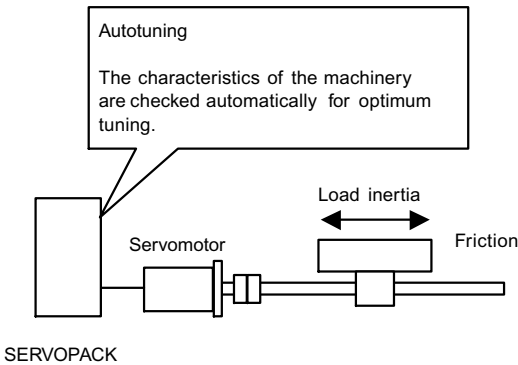 Autotuning
The characteristics of the machinery
are checked automatically for optimum
tuning.
Load inertia
Servomotor
Friction
SERVOPACK